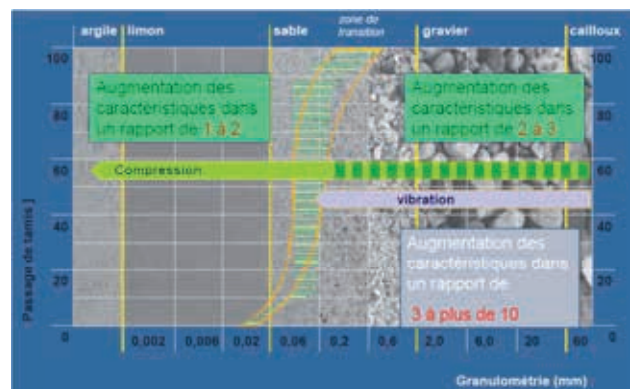 zone de
transition
argile limon sable gravier cailloux
100 100
Augmentation des
caractéristiques dans
un rapport de 1 à 2
Augmentation des
caractéristiques dans
un rapport de 2 à 3
80 80
60 60
Compression
vibration
40 40
Augmentation des
caractéristiques dans
un rapport de
3 à plus de 10
20 20
0 0
Passage de tamis ]
0,002 0,006 0,02 0,06 0,2 0,6 2,0 6,0 20 60
Granulométrie (mm)